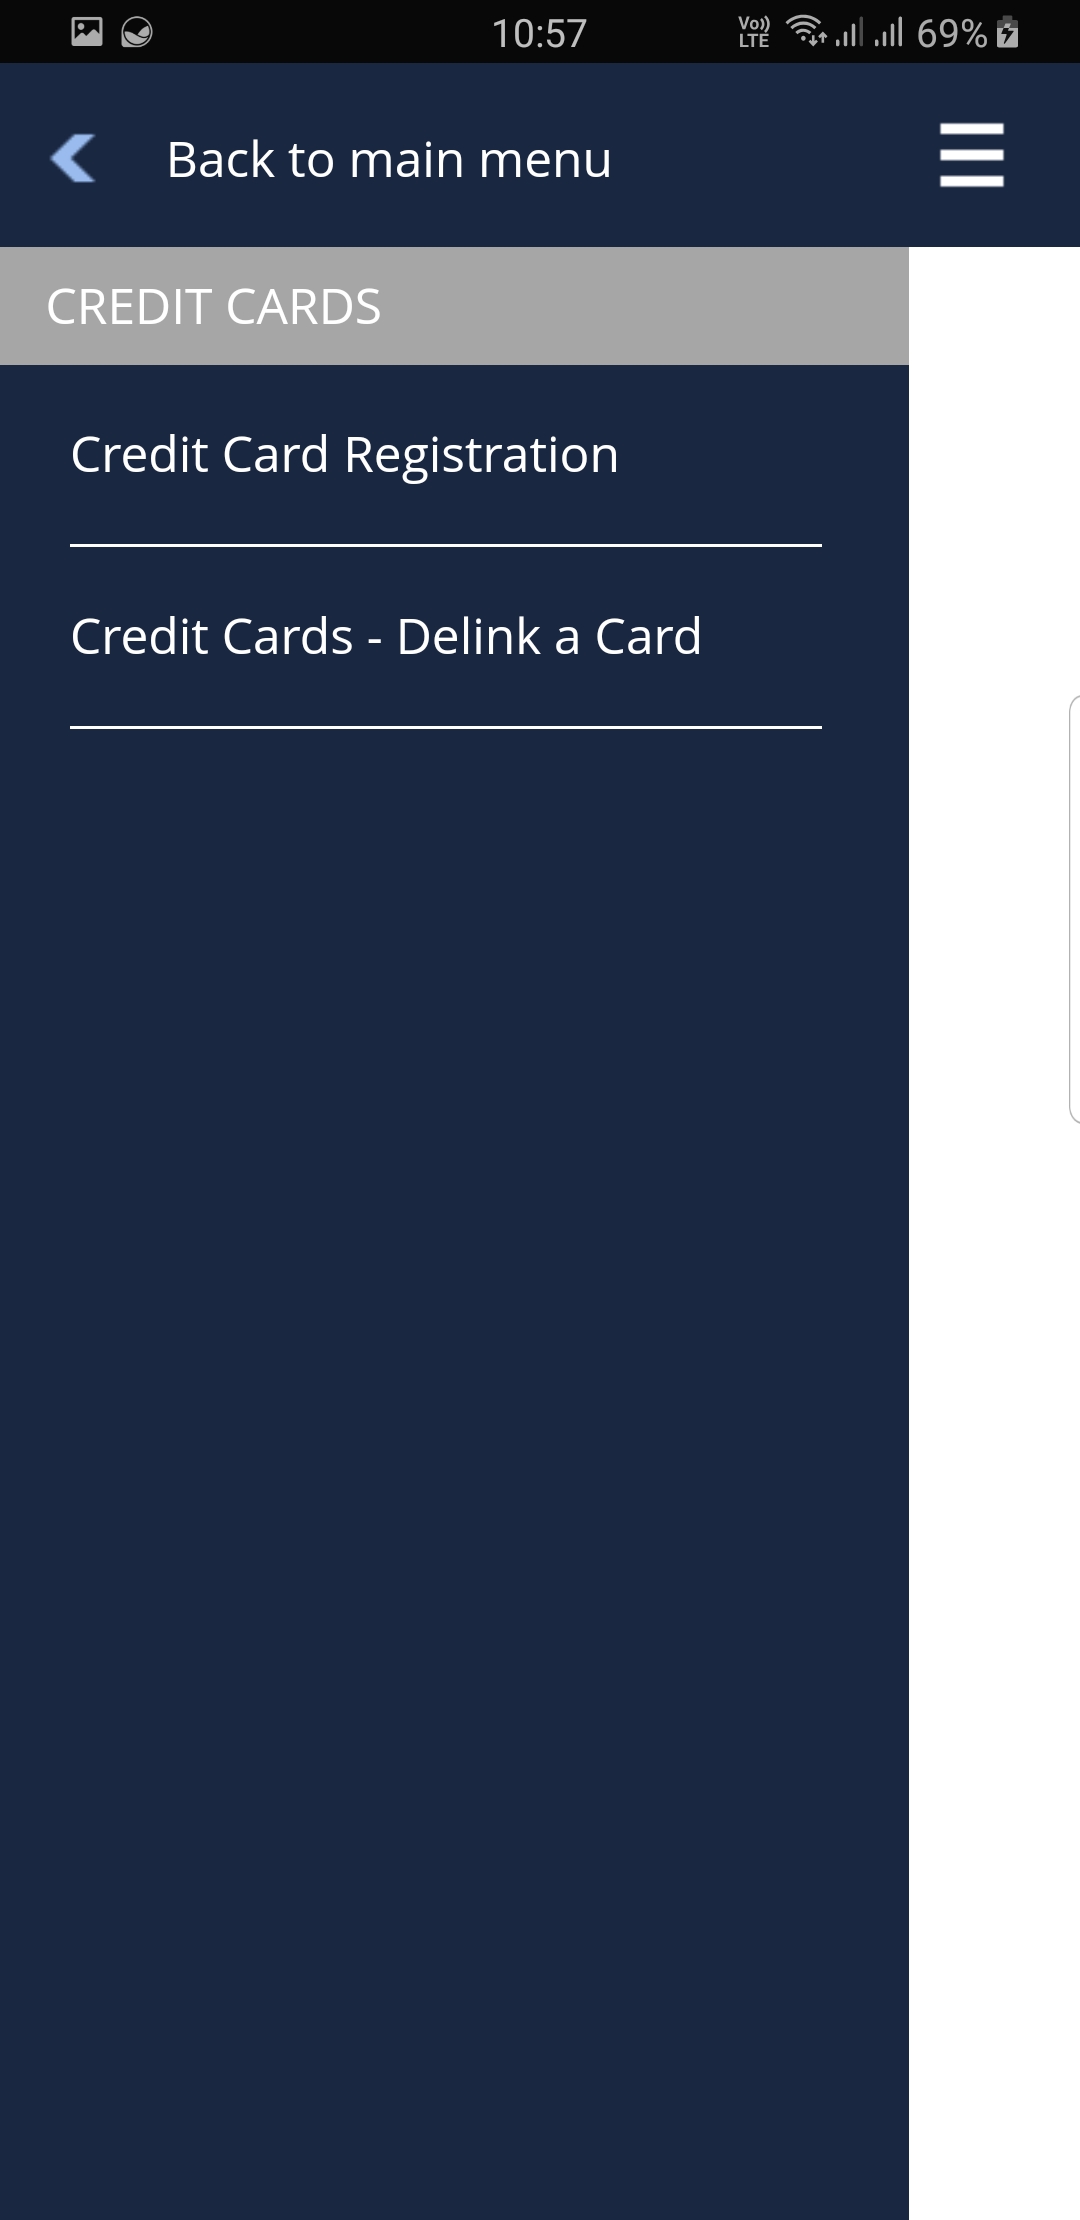 10:57
Vo)) LTE
69%
Back to main menu
CREDIT CARDS
Credit Card Registration
Credit Cards - Delink a Card